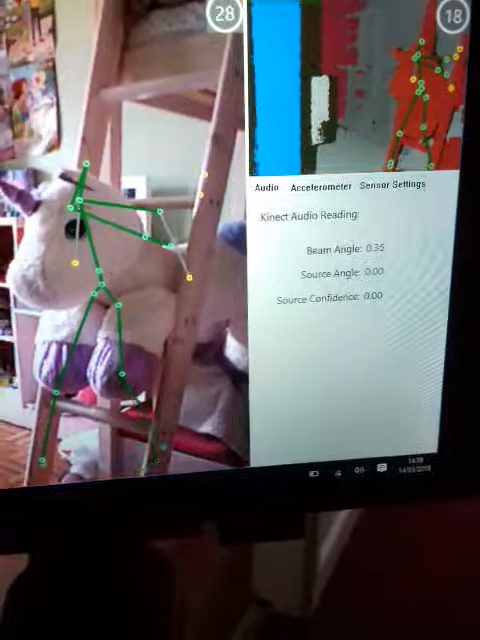 28
18
Audio Accelerometer Sensor Settings
Kinect Audio Reading:
Beam Angle: 0.35
Source Angle: 0.00
Source Confidence: 0.00